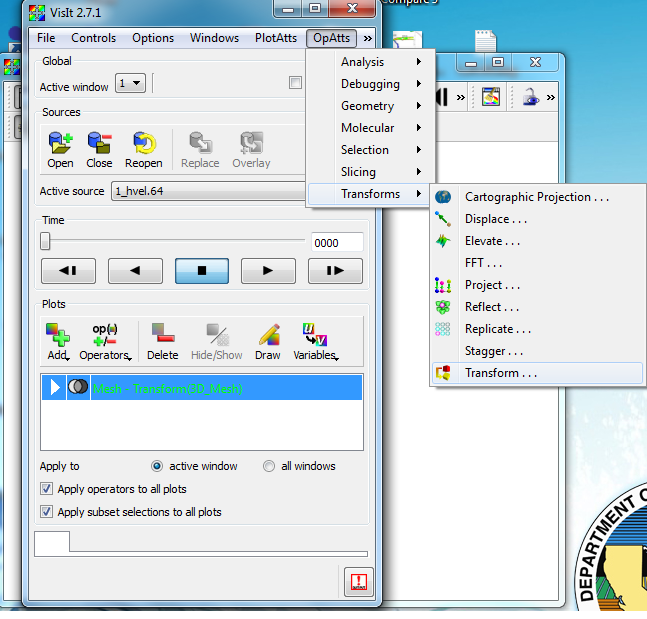 VisIt 2.7.1
Compare 3
File Controls Options Windows PlotAtts OpAtts »
Global
Active window 1
Sources
Open Close Reopen Replace Overlay
Active source 1_hvel.64
Time
0000
Plots
Add Operators Delete Hide/Show Draw Variables
op(•)
Mesh - Transform(3D_Mesh)
Apply to active window all windows
Apply operators to all plots
Apply subset selections to all plots
Analysis
Debugging
Geometry
Molecular
Selection
Slicing
Transforms
Cartographic Projection . . .
Displace . . .
Elevate . . .
FFT . . .
Project . . .
Reflect . . .
Replicate . . .
Stagger . . .
Transform . . .
» »
DEPARTMENT